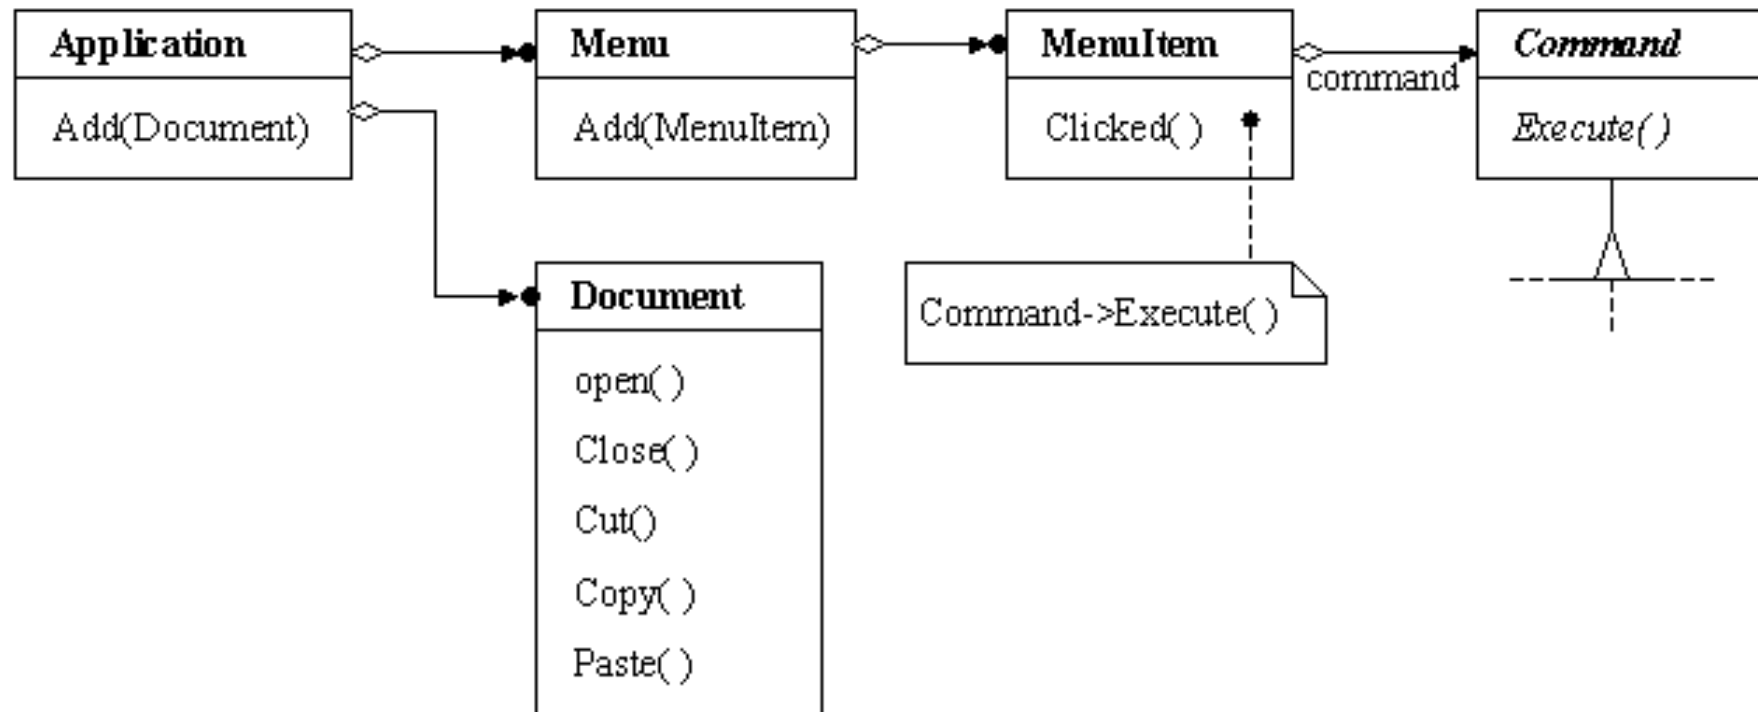 Application
Add(Document)
Menu
Add(MenuItem)
MenuItem
Clicked( )
command
Command
Execute( )
Command->Execute( )
Document
open( )
Close( )
Cut()
Copy( )
Paste( )